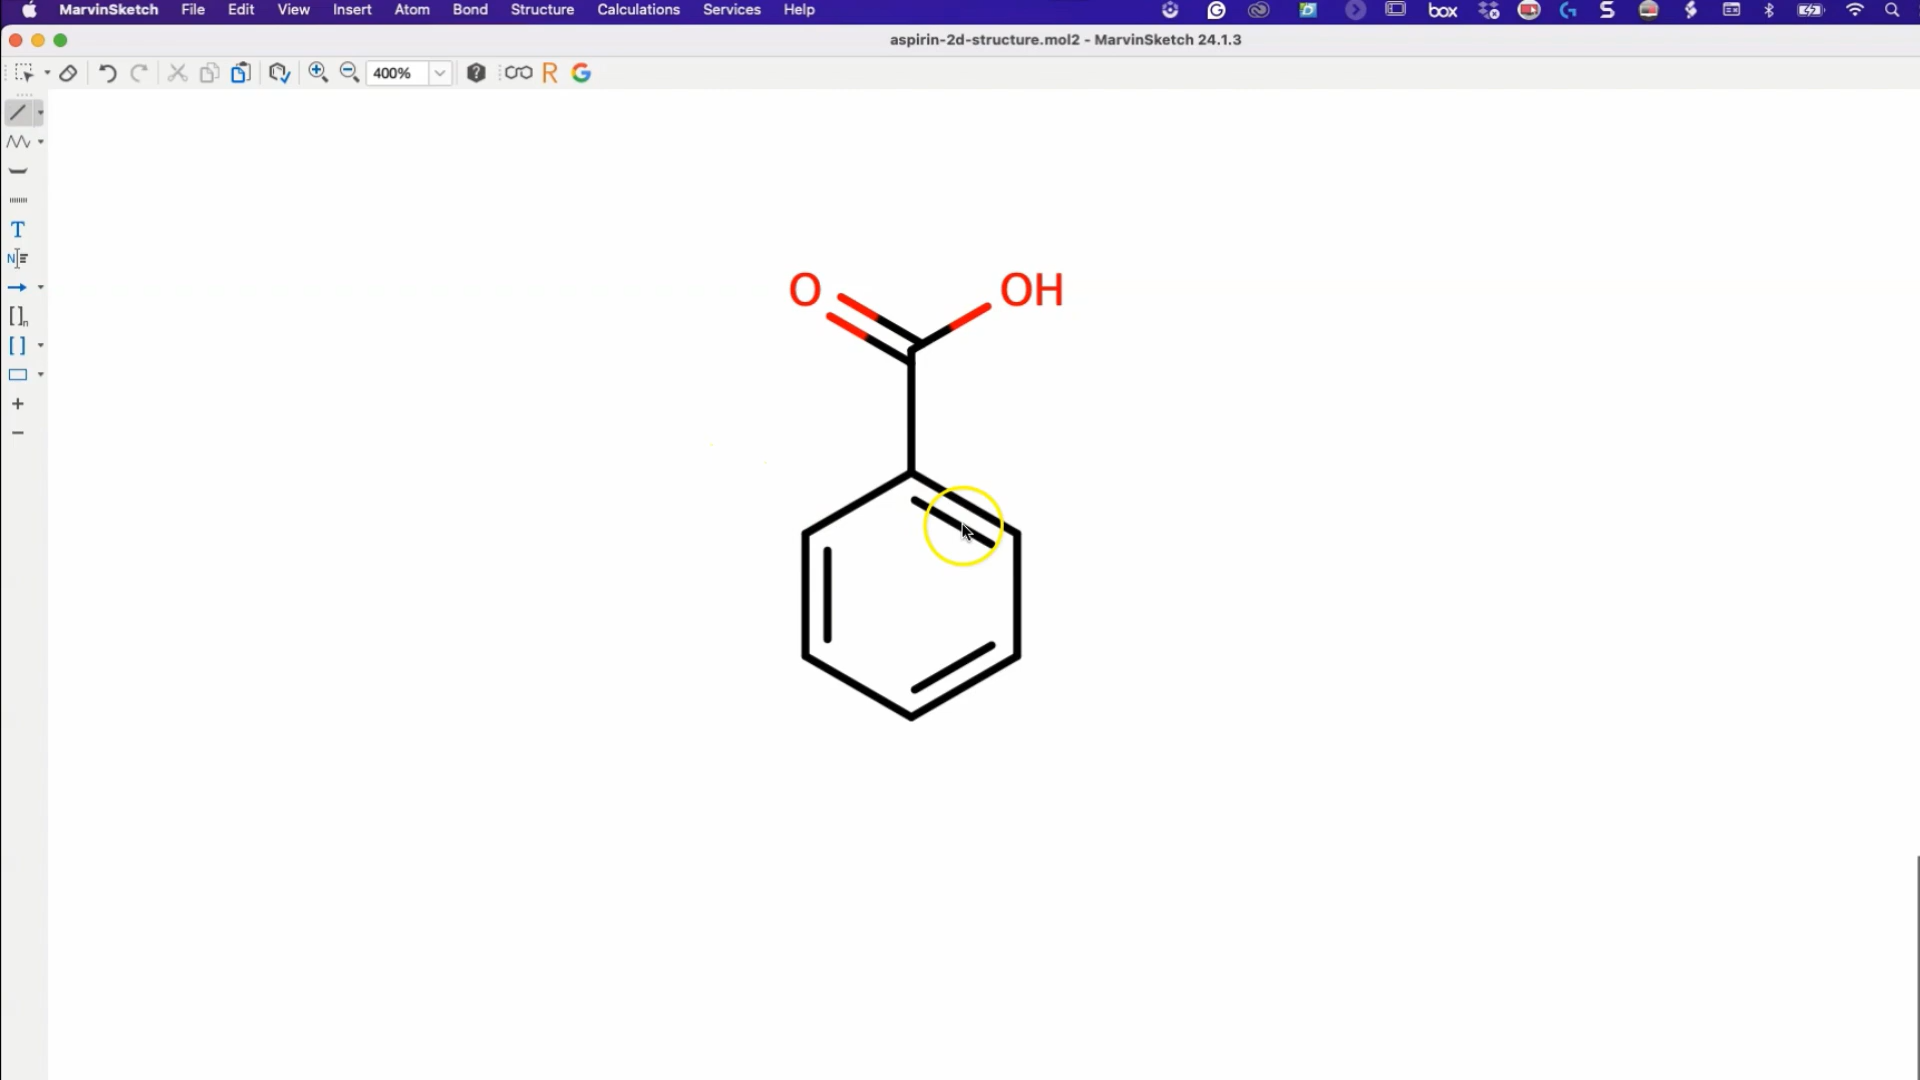 MarvinSketch File Edit View Insert Atom Bond Structure Calculations Services Help box
aspirin-2d-structure.mol2 - MarvinSketch 24.1.3
400% R G
T
N
[]n
[]
O OH